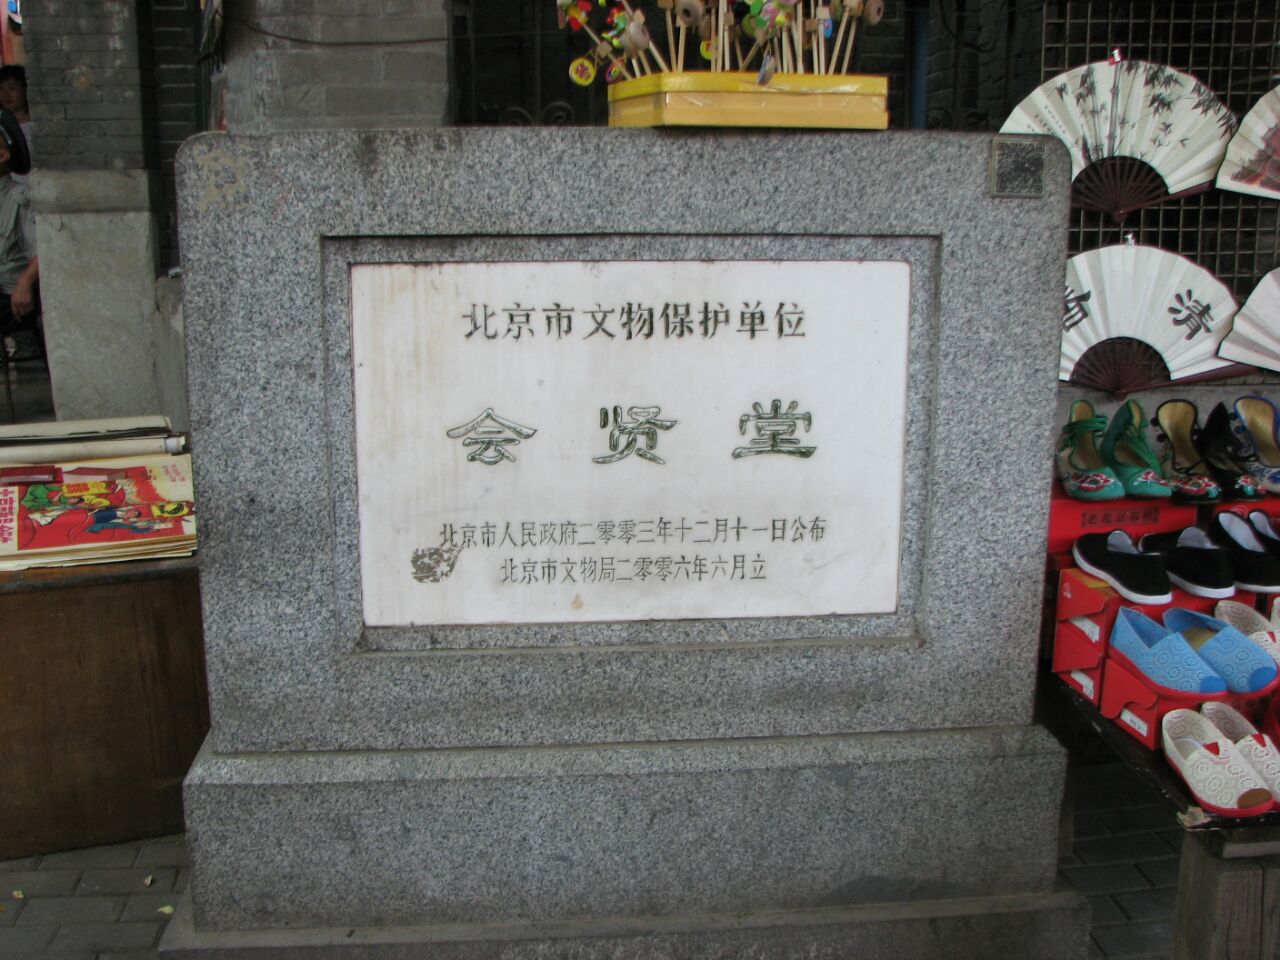 北京市文物保护单位
会贤堂
北京市人民政府二零零三年十二月十一日公布
北京市文物局二零零六年六月立
清